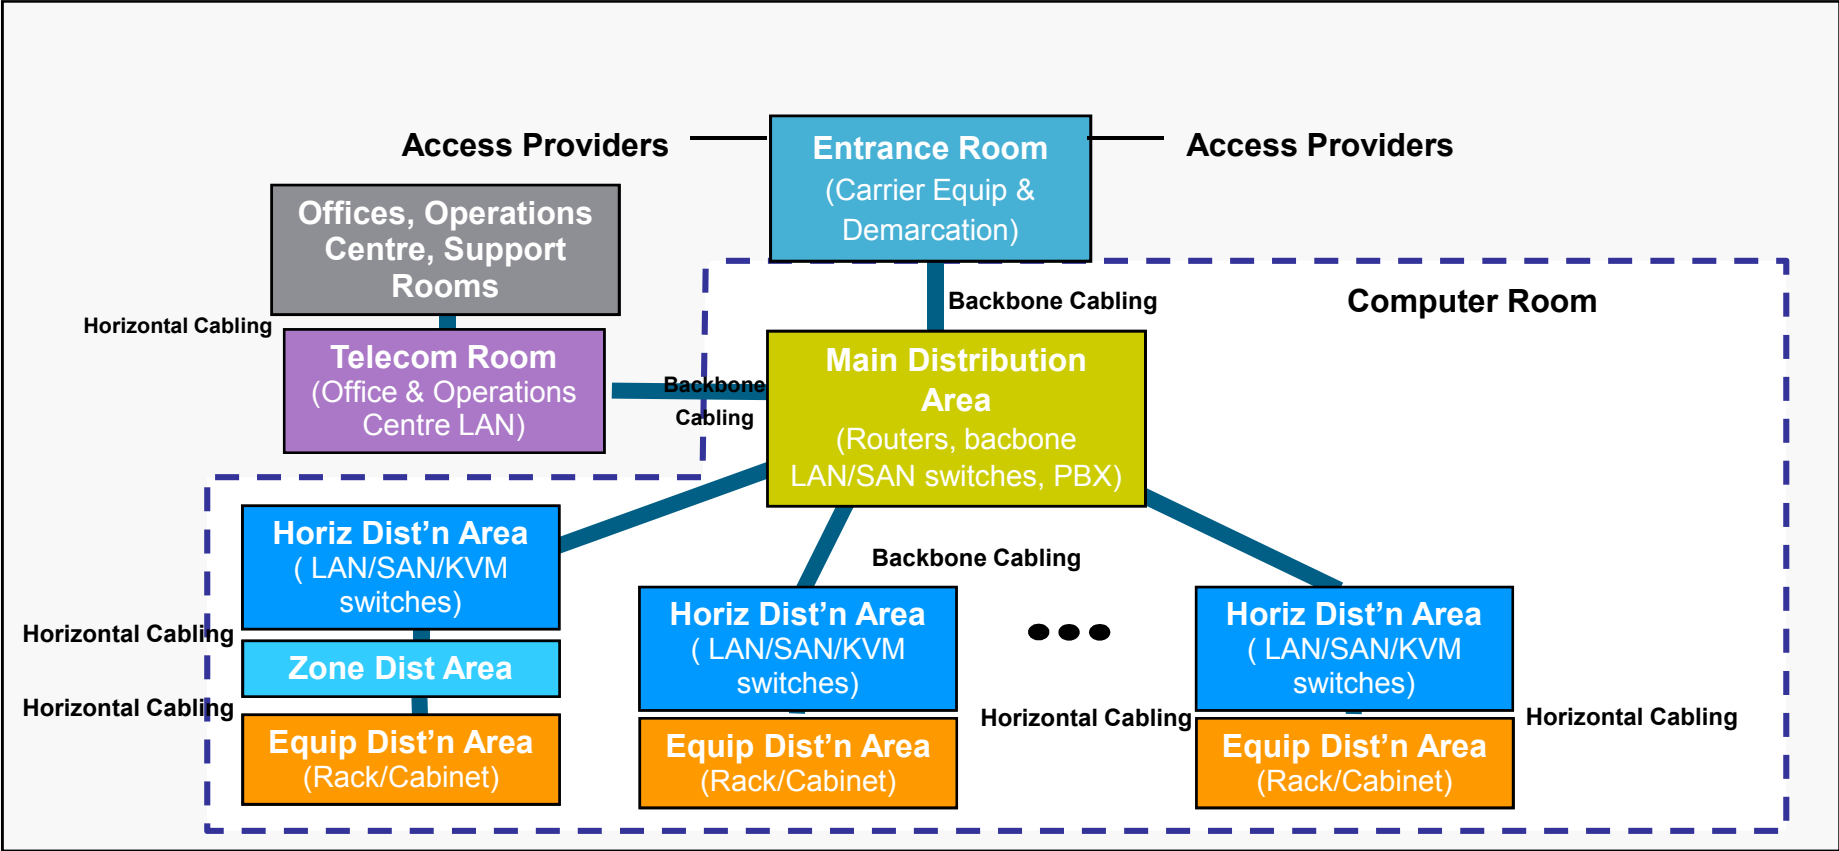 Access Providers
Entrance Room
(Carrier Equip &
Demarcation)
Access Providers
Offices, Operations
Centre, Support
Rooms
Horizontal Cabling
Telecom Room
(Office & Operations
Centre LAN)
Backbone
Cabling
Backbone Cabling
Computer Room
Main Distribution
Area
(Routers, bacbone
LAN/SAN switches, PBX)
Horiz Dist’n Area
( LAN/SAN/KVM
switches)
Horizontal Cabling
Zone Dist Area
Horizontal Cabling
Equip Dist’n Area
(Rack/Cabinet)
Backbone Cabling
Horiz Dist’n Area
( LAN/SAN/KVM
switches)
Horizontal Cabling
Equip Dist’n Area
(Rack/Cabinet)
Horiz Dist’n Area
( LAN/SAN/KVM
switches)
Horizontal Cabling
Equip Dist’n Area
(Rack/Cabinet)